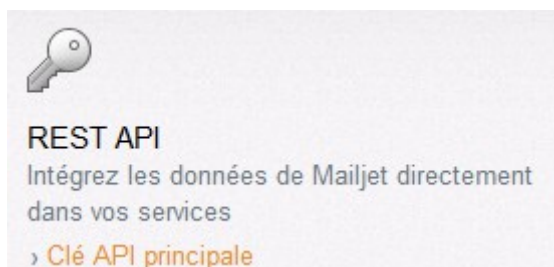 REST API
Intégrez les données de Mailjet directement
dans vos services
› Clé API principale